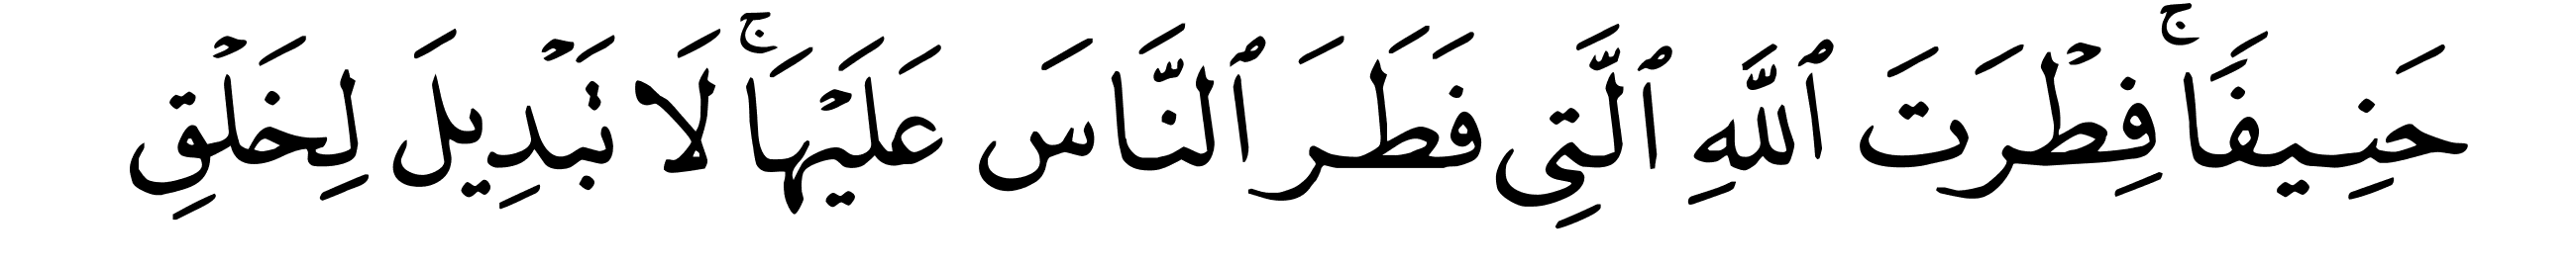 حَنِيفًاۚ فِطْرَتَ ٱللَّهِ ٱلَّتِي فَطَرَ ٱلنَّاسَ عَلَيْهَاۚ لَا تَبْدِيلَ لِخَلْقِ